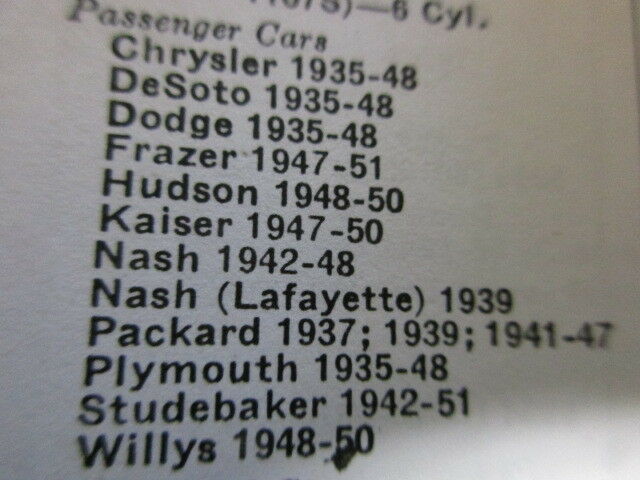 —6 Cyl.
Passenger Cars
Chrysler 1935-48
DeSoto 1935-48
Dodge 1935-48
Frazer 1947-51
Hudson 1948-50
Kaiser 1947-50
Nash 1942-48
Nash (Lafayette) 1939
Packard 1937; 1939; 1941-47
Plymouth 1935-48
Studebaker 1942-51
Willys 1948-50